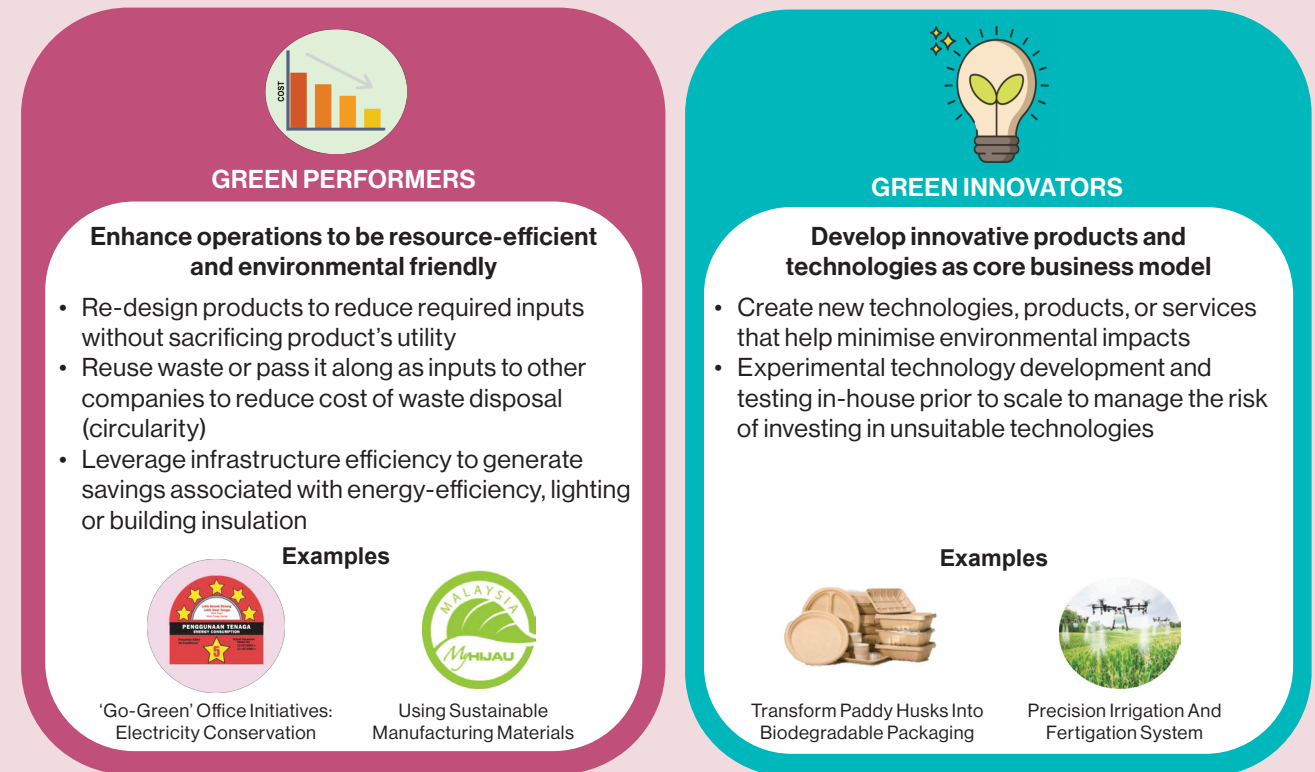 COST
GREEN PERFORMERS
Enhance operations to be resource-efficient
and environmental friendly
• Re-design products to reduce required inputs
without sacrificing product's utility
• Reuse waste or pass it along as inputs to other
companies to reduce cost of waste disposal
(circularity)
• Leverage infrastructure efficiency to generate
savings associated with energy-efficiency, lighting
or building insulation
Examples
PENGGUNAAN TENAGA
ENERGY CONSUMPTION
5
MALAYSIA
MyHIJAU
'Go-Green' Office Initiatives:
Electricity Conservation
Using Sustainable
Manufacturing Materials
GREEN INNOVATORS
Develop innovative products and
technologies as core business model
• Create new technologies, products, or services
that help minimise environmental impacts
• Experimental technology development and
testing in-house prior to scale to manage the risk
of investing in unsuitable technologies
Examples
Transform Paddy Husks Into
Biodegradable Packaging
Precision Irrigation And
Fertigation System